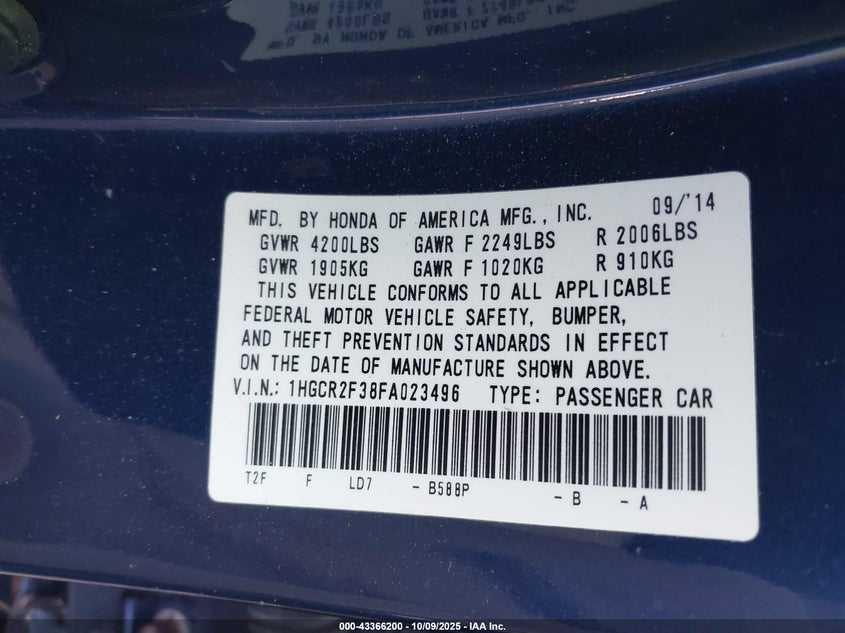 MFD. BY HONDA OF AMERICA MFG., INC. 09/'14
GVWR 4200LBS GAWR F 2249LBS R 2006LBS
GVWR 1905KG GAWR F 1020KG R 910KG
THIS VEHICLE CONFORMS TO ALL APPLICABLE
FEDERAL MOTOR VEHICLE SAFETY, BUMPER,
AND THEFT PREVENTION STANDARDS IN EFFECT
ON THE DATE OF MANUFACTURE SHOWN ABOVE.
V.I.N.: 1HGCR2F38FA023496 TYPE: PASSENGER CAR
T2F F LD7 - B588P - B - A
000-43366200 - 10/09/2025 - IAA Inc.